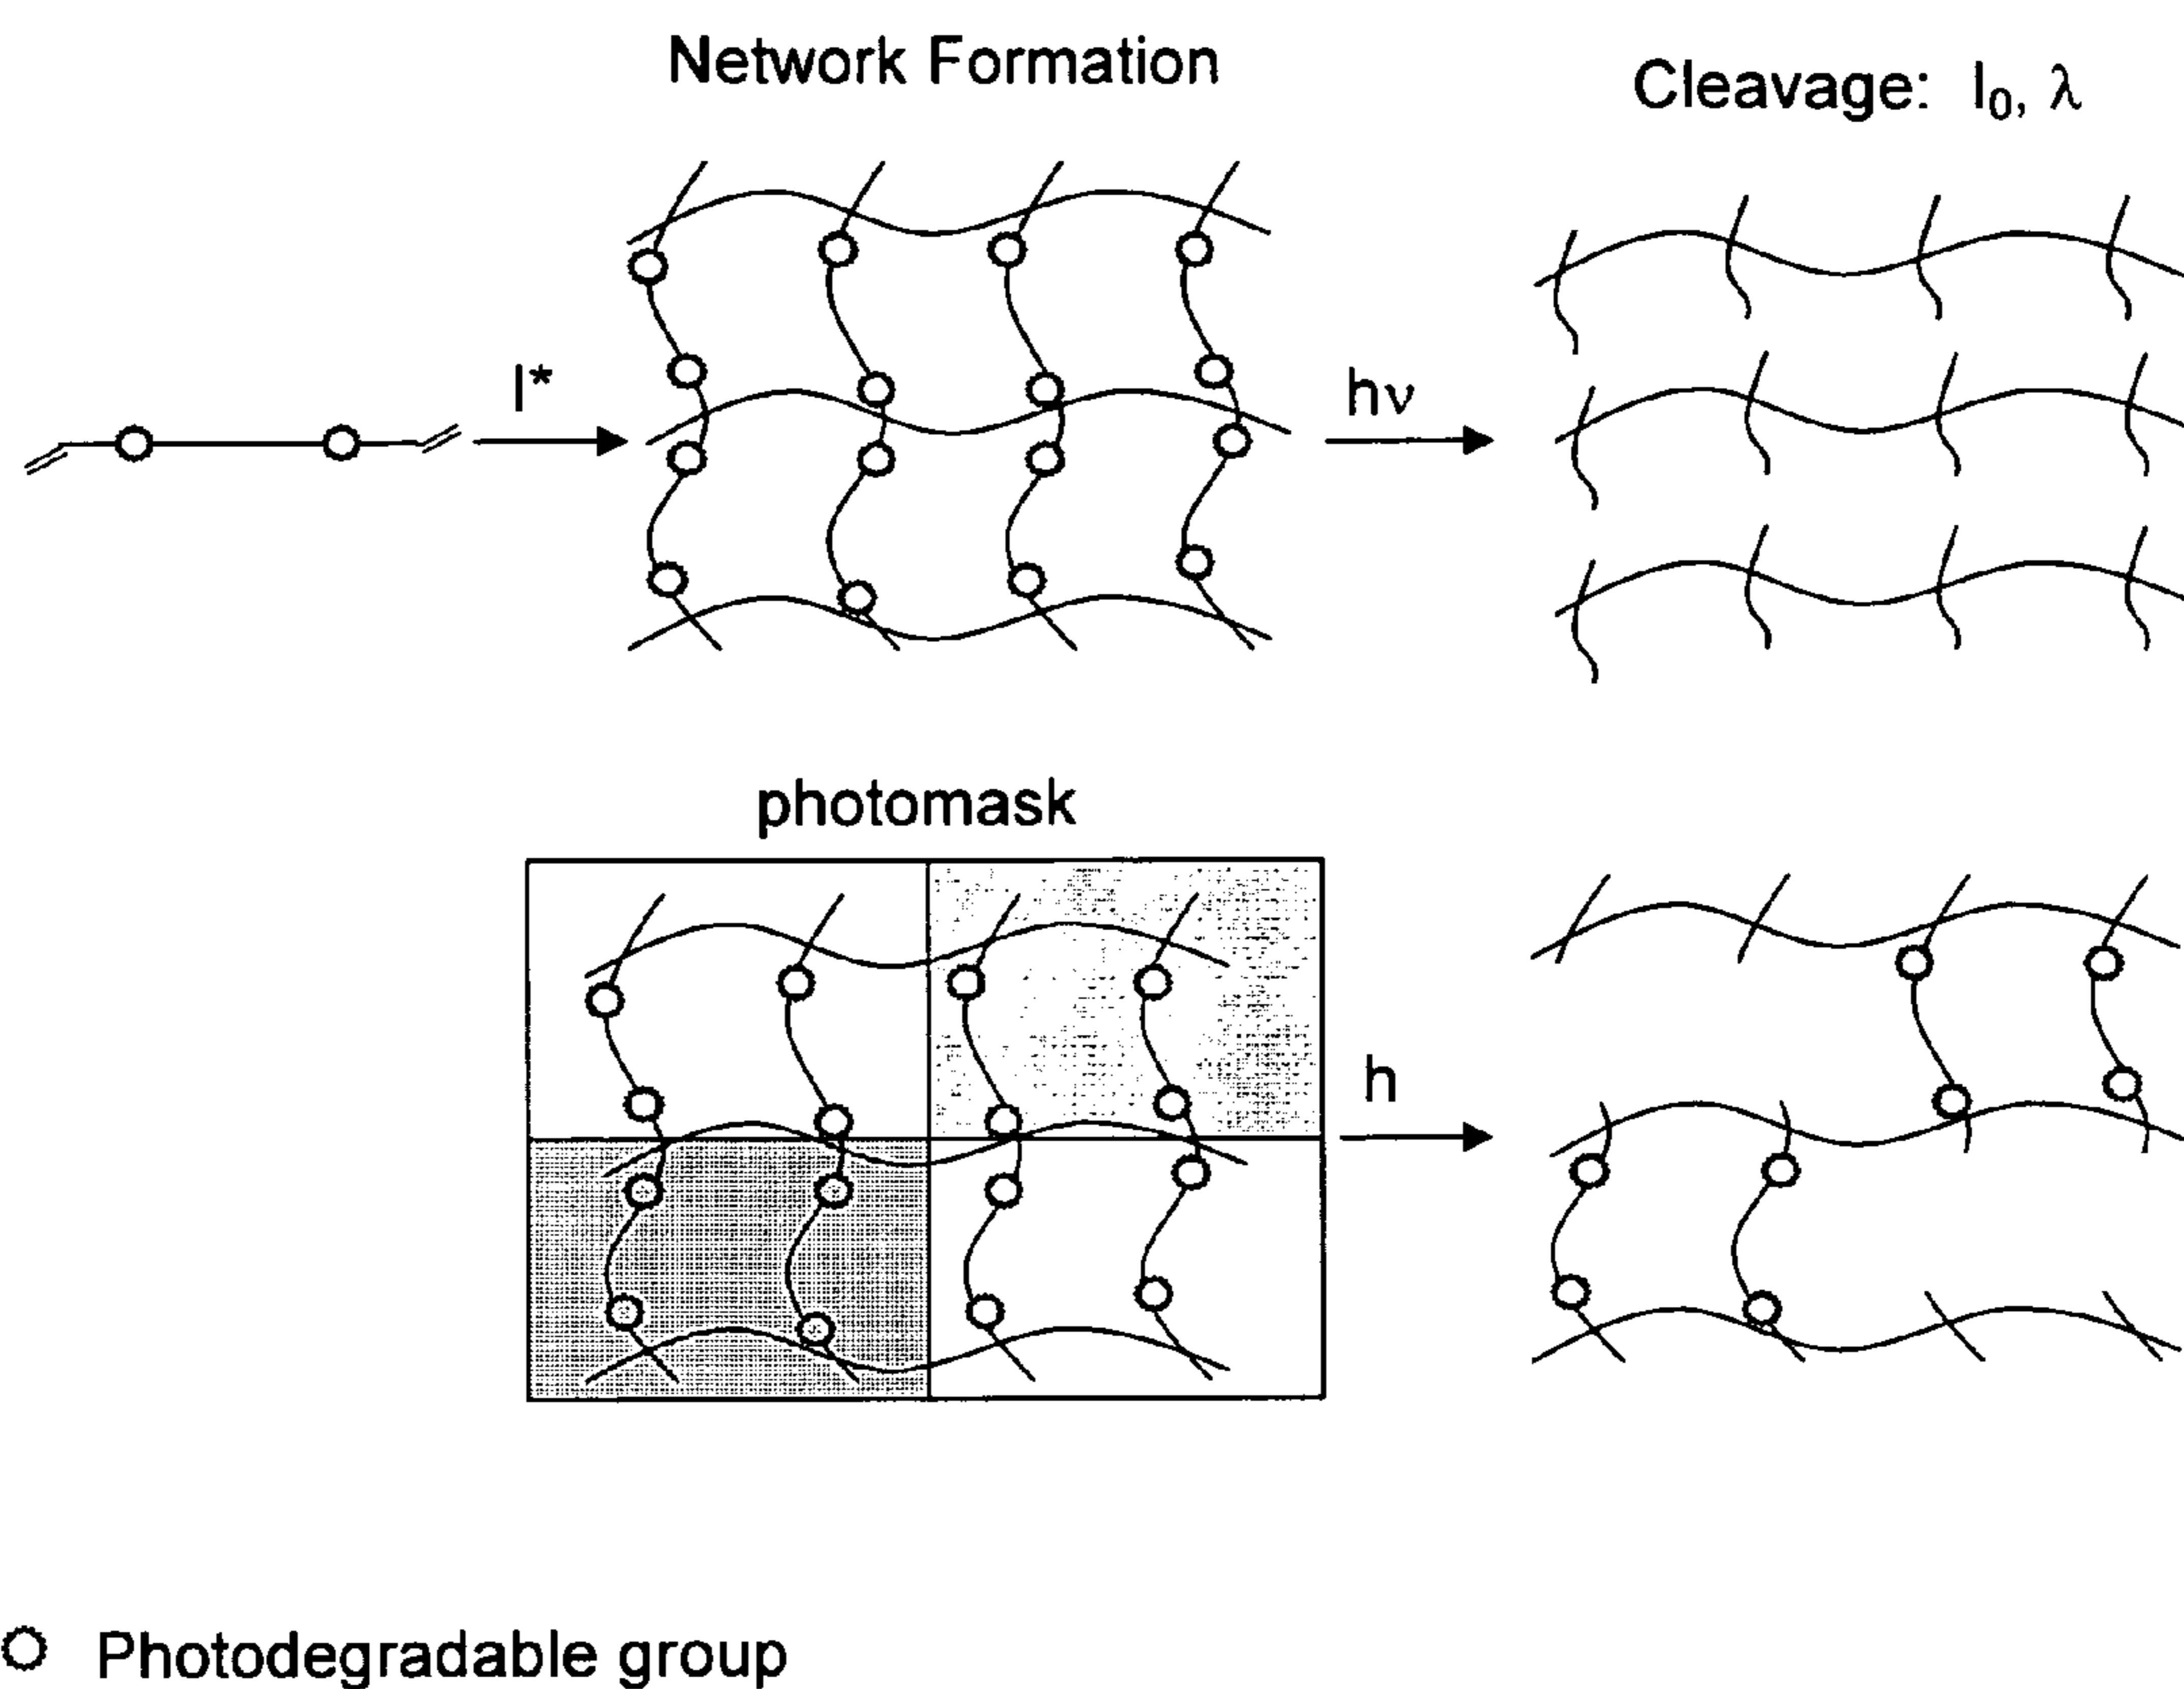 Network Formation
Cleavage: I₀, λ
I*
hν
photomask
h
Photodegradable group